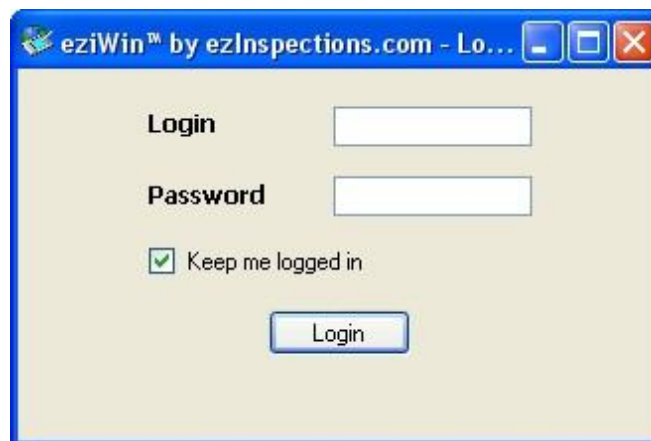 eziWin™ by ezInspections.com - Lo...
Login
Password
Keep me logged in
Login